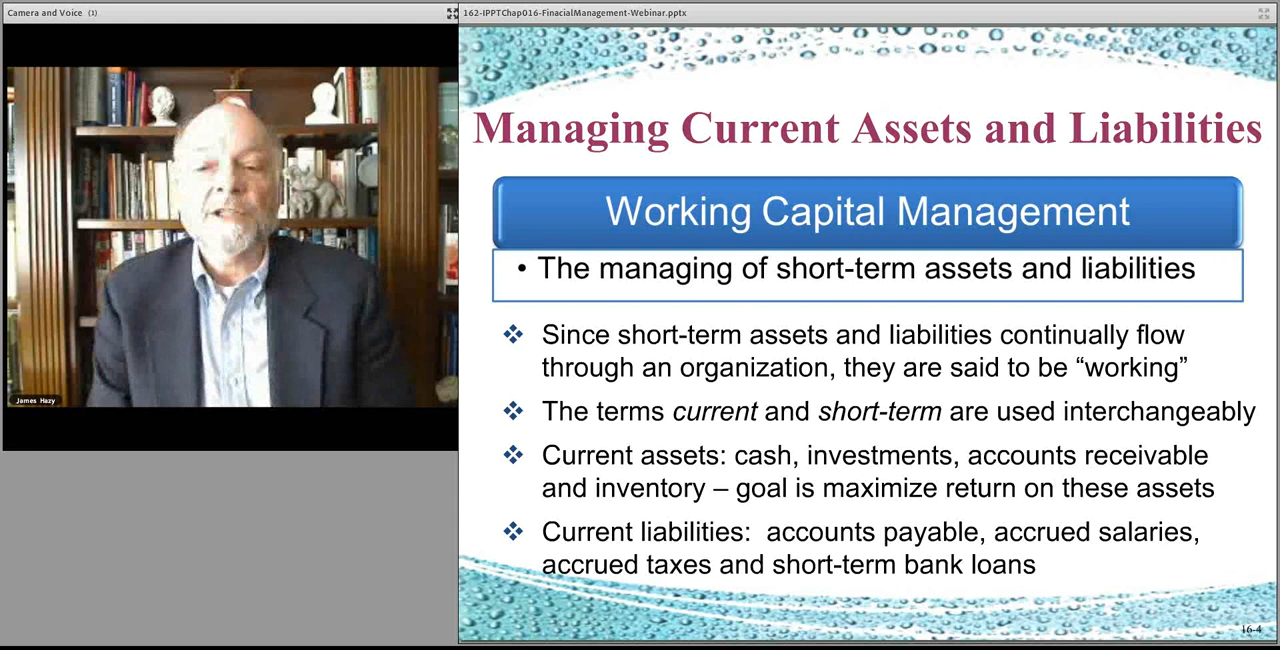 Camera and Voice (1)
162-IPPTChap016-FinacialManagement-Webinar.pptx
James Hazy
Managing Current Assets and Liabilities
Working Capital Management
• The managing of short-term assets and liabilities
❖ Since short-term assets and liabilities continually flow
through an organization, they are said to be “working”
❖ The terms current and short-term are used interchangeably
❖ Current assets: cash, investments, accounts receivable
and inventory – goal is maximize return on these assets
❖ Current liabilities:  accounts payable, accrued salaries,
accrued taxes and short-term bank loans
16-4